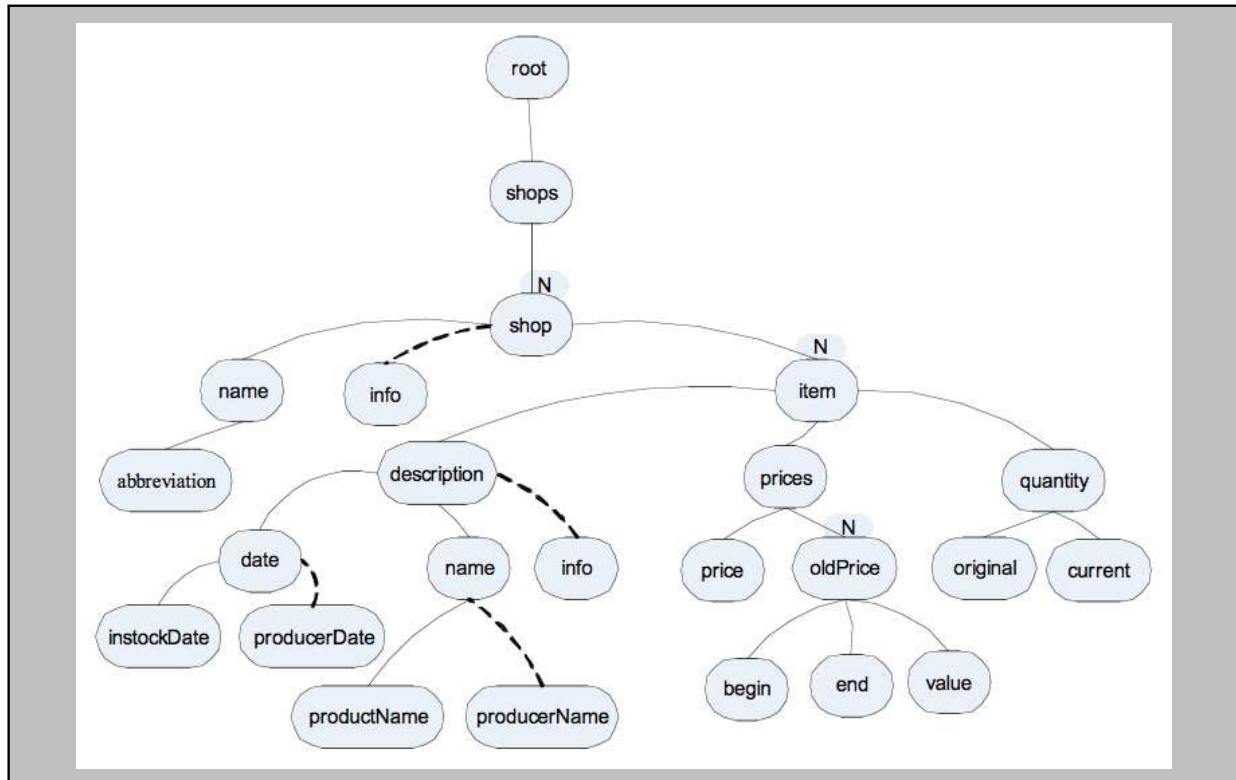 root
shops
N
shop
N
name
info
item
abbreviation
description
prices
quantity
N
date
name
info
price
oldPrice
original
current
instockDate
producerDate
begin
end
value
productName
producerName